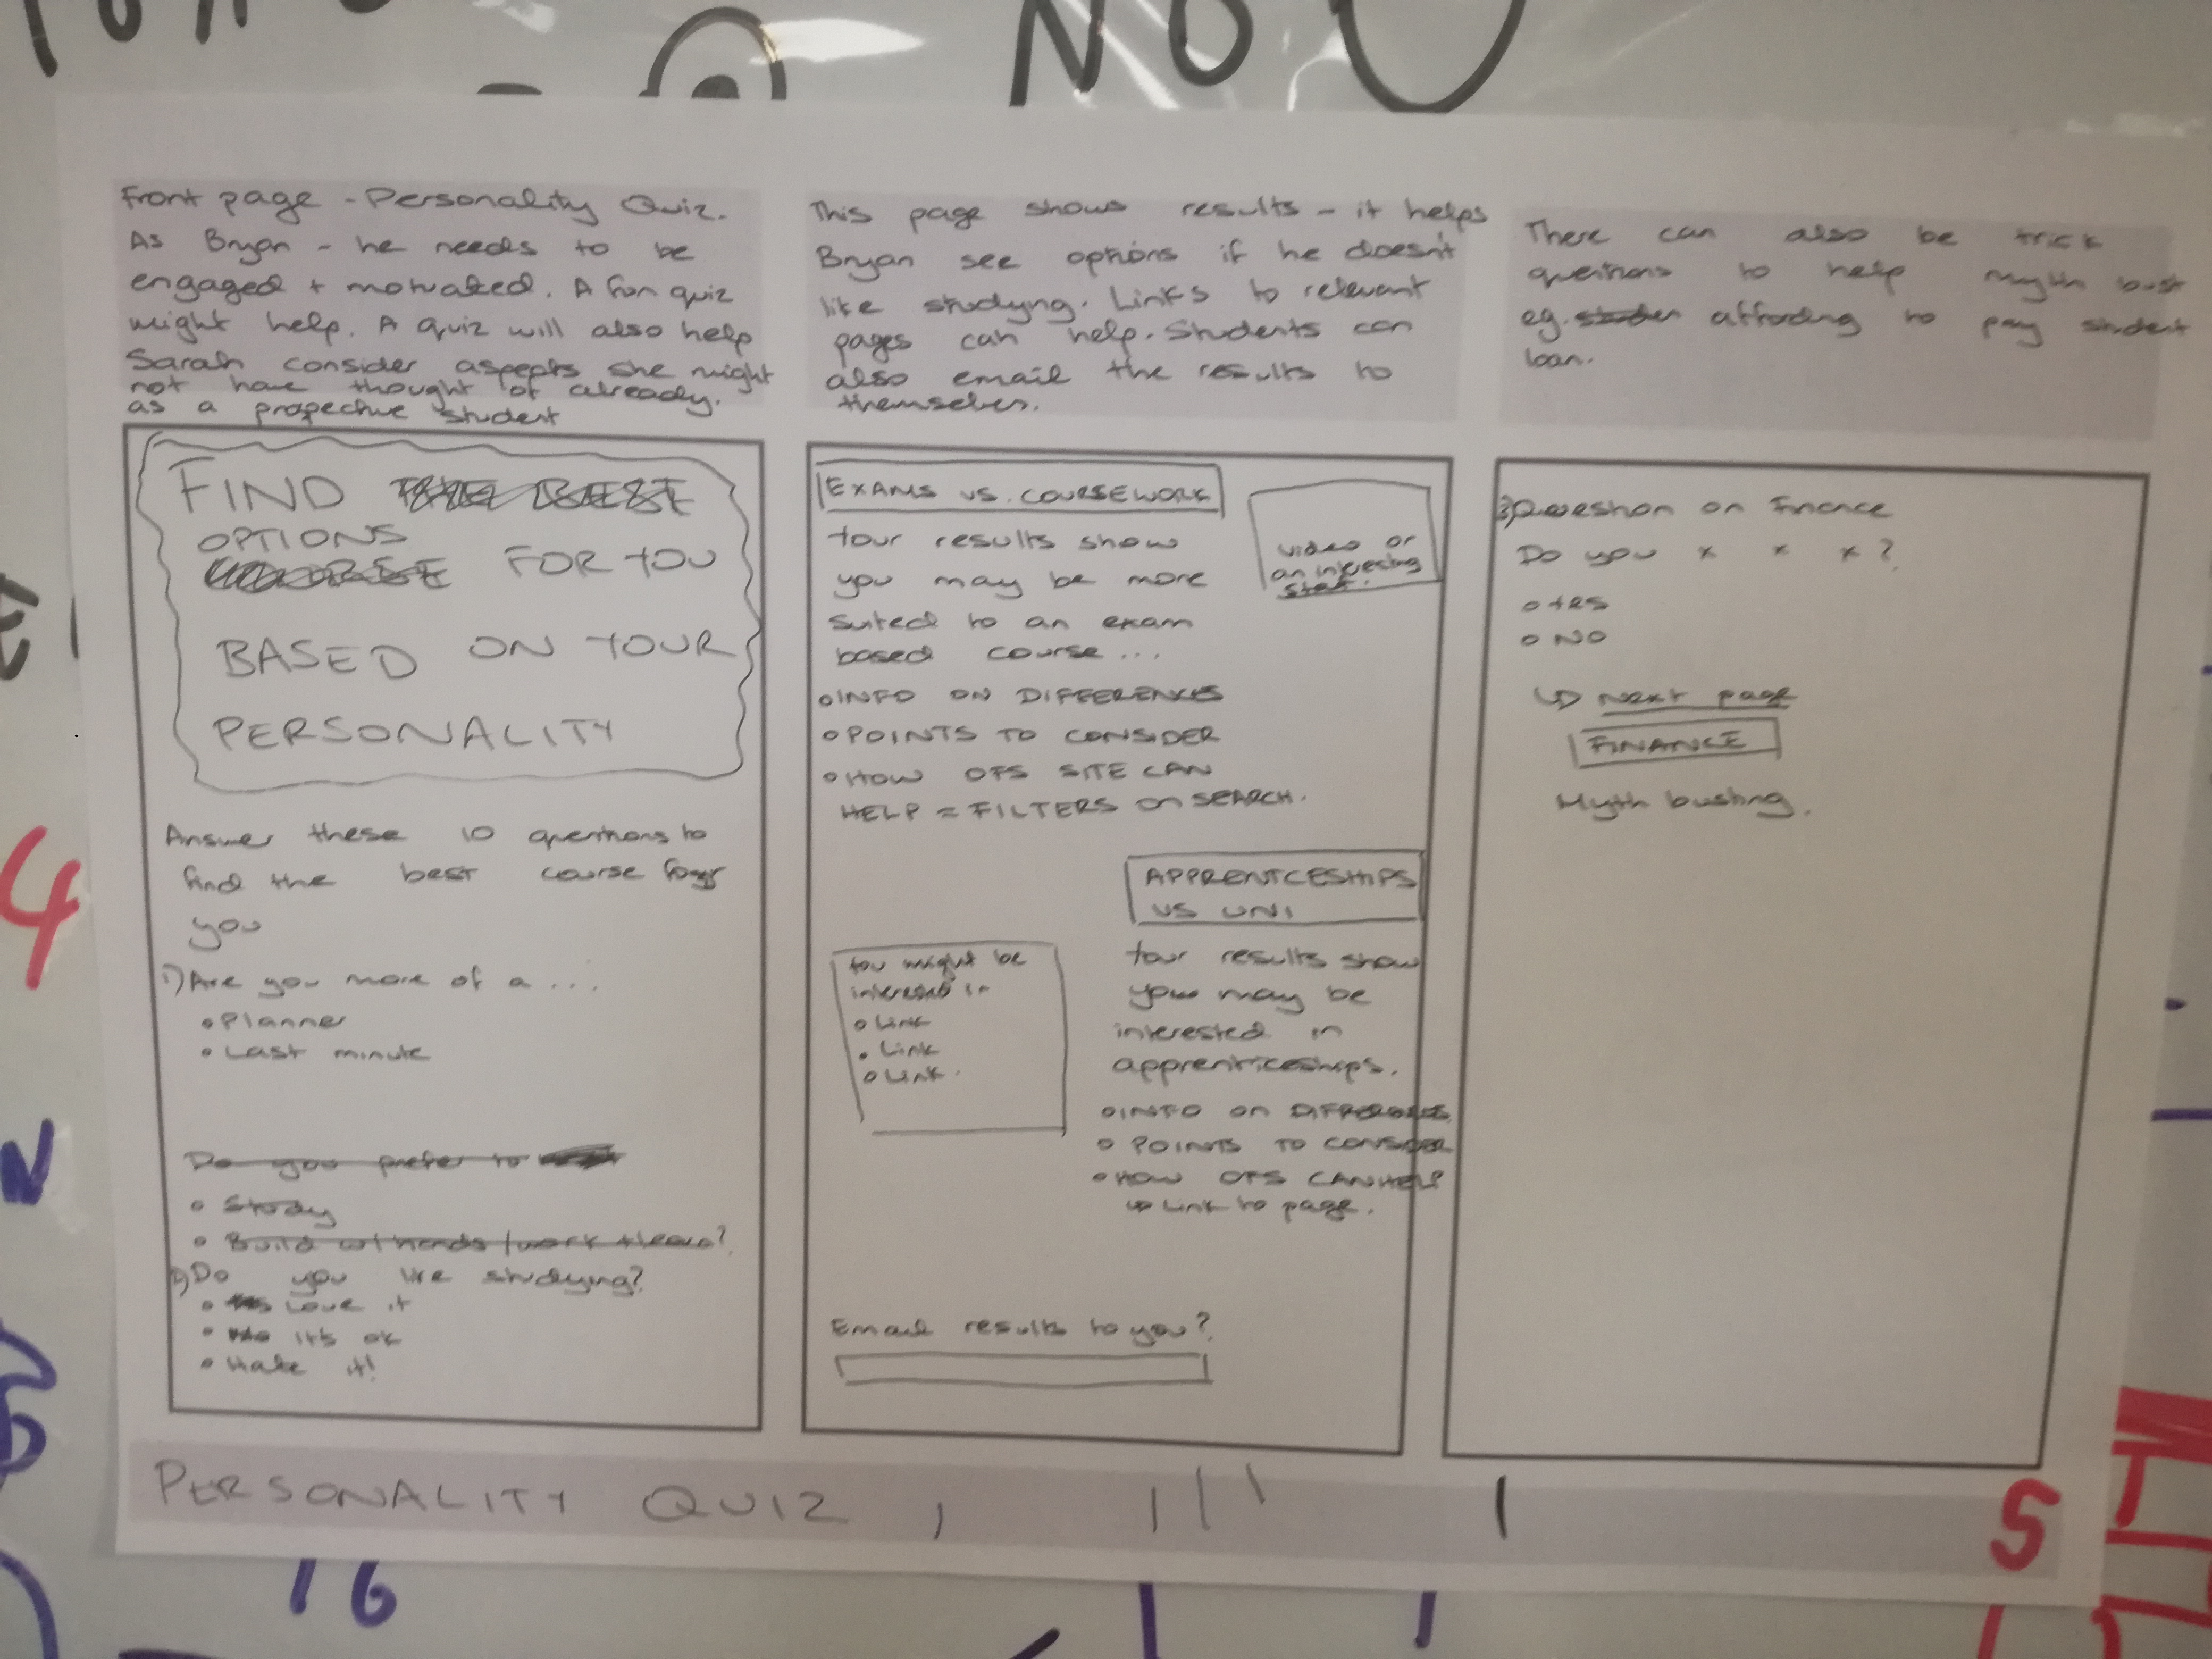 NO
Front page - Personality Quiz.
As Bryan - he needs to be
engaged + motivated. A fun quiz
might help. A quiz will also help
Sarah consider aspepts she might
not have thought of already.
as a propective student
This page shows results - it helps
Bryan see options if he doesn't
like studyng. Links to relevant
pages can help. Students can
also email the results to
themselves.
There can also be trick
questions to help myth bust
eg. affording to pay student
loan.
FIND THE BEST
OPTIONS
COURSE FOR YOU
BASED ON YOUR
PERSONALITY
Answer these 10 questions to
find the best course for
you
1) Are you more of a ...
Planner
Last minute
Do you prefer to
Study
Build w/ hands / work + learn?
2) Do you like studying?
Love it
It's ok
Hate it!
EXAMS VS. COURSEWORK
Your results show
you may be more
suited to an exam
based course ...
INFO ON DIFFERENCES
POINTS TO CONSIDER
HOW OFS SITE CAN
HELP = FILTERS ON SEARCH.
video or
an interesting
stat.
APPRENTCESHIPS
VS UNI
Your results show
you may be
interested in
apprenticeships.
INFO ON DIFFERENCES
POINTS TO CONSIDER
HOW OFS CAN HELP
Link to page.
You might be
interested in
Link
Link
Link.
Email results to you?
3) Question on Finance
Do you x x x?
Yes
No
Next page
FINANCE
Myth busting.
PERSONALITY QUIZ
5
4
N
16